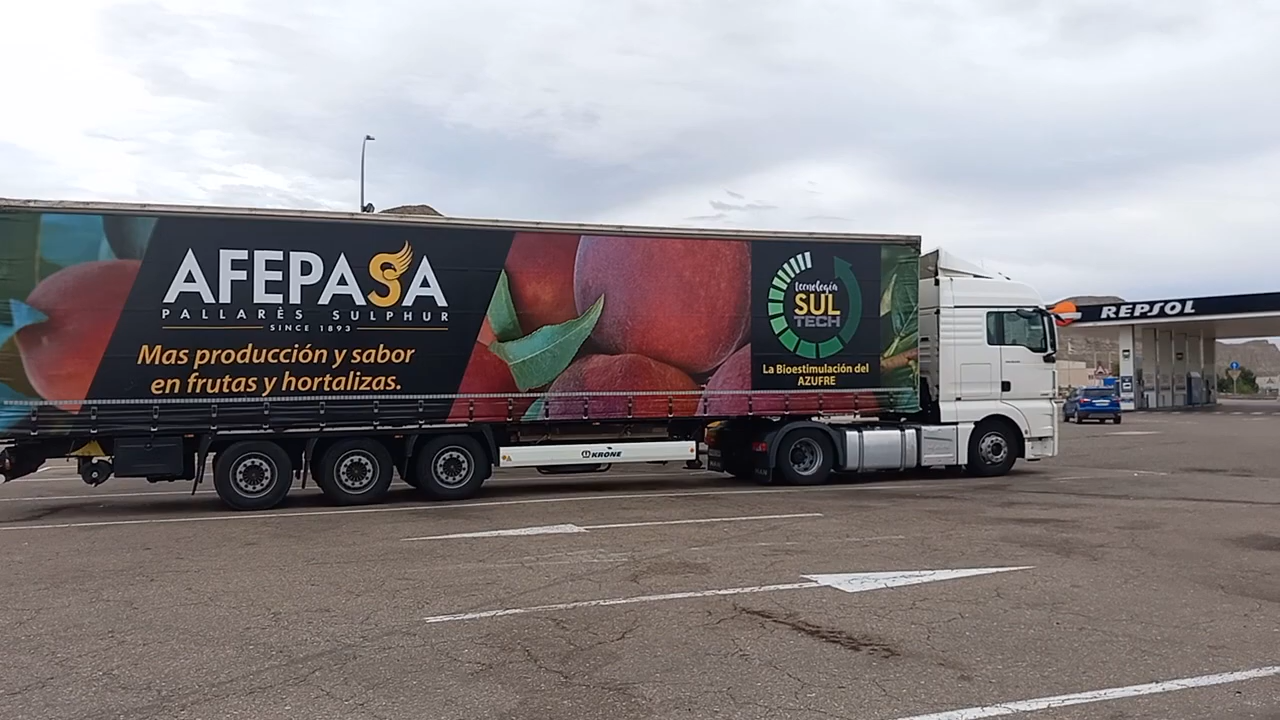 AFEPASA
PALLARÈS SULPHUR
SINCE 1893
Mas producción y sabor
en frutas y hortalizas.
tecnología
SUL
TECH
La Bioestimulación del
AZUFRE
KRONE
REPSOL